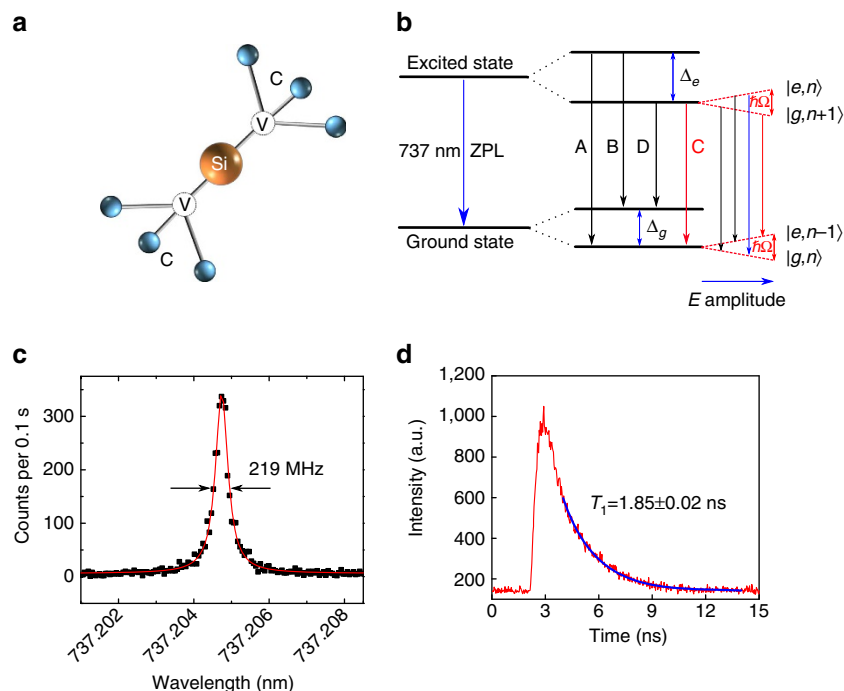 a
C
V
Si
V
C
b
Excited state
737 nm ZPL
Ground state
A B D C
Δe
Δg
ℏΩ
|e,n⟩
|g,n+1⟩
ℏΩ
|e,n−1⟩
|g,n⟩
E amplitude
c
Counts per 0.1 s
300
200
100
0
219 MHz
737.202 737.204 737.206 737.208
Wavelength (nm)
d
Intensity (a.u.)
1,200
1,000
800
600
400
200
T1=1.85±0.02 ns
0 3 6 9 12 15
Time (ns)